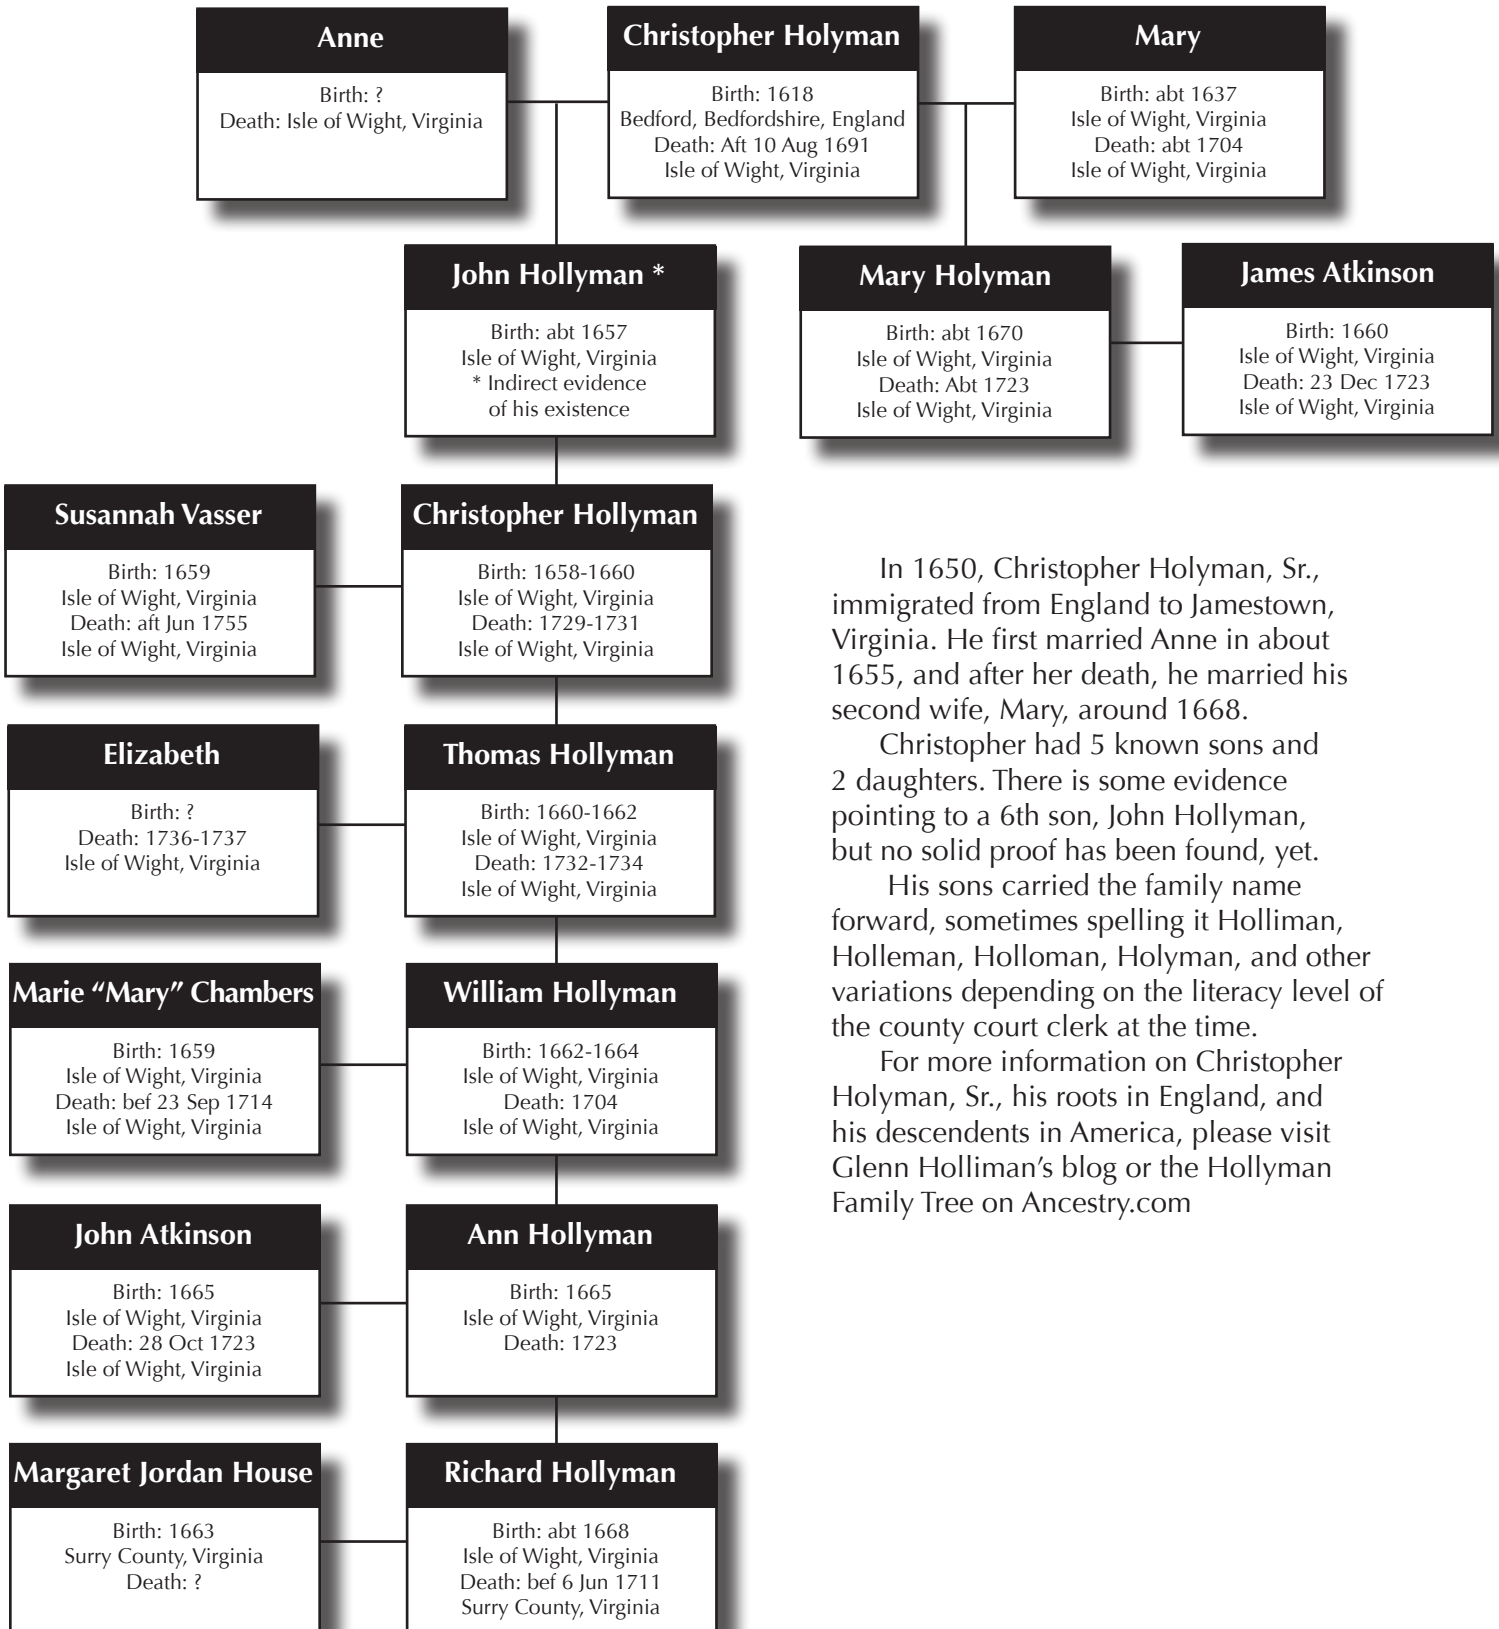 Anne
Birth: ?
Death: Isle of Wight, Virginia
Christopher Holyman
Birth: 1618
Bedford, Bedfordshire, England
Death: Aft 10 Aug 1691
Isle of Wight, Virginia
Mary
Birth: abt 1637
Isle of Wight, Virginia
Death: abt 1704
Isle of Wight, Virginia
John Hollyman *
Birth: abt 1657
Isle of Wight, Virginia
* Indirect evidence
of his existence
Mary Holyman
Birth: abt 1670
Isle of Wight, Virginia
Death: Abt 1723
Isle of Wight, Virginia
James Atkinson
Birth: 1660
Isle of Wight, Virginia
Death: 23 Dec 1723
Isle of Wight, Virginia
Susannah Vasser
Birth: 1659
Isle of Wight, Virginia
Death: aft Jun 1755
Isle of Wight, Virginia
Christopher Hollyman
Birth: 1658-1660
Isle of Wight, Virginia
Death: 1729-1731
Isle of Wight, Virginia
Elizabeth
Birth: ?
Death: 1736-1737
Isle of Wight, Virginia
Thomas Hollyman
Birth: 1660-1662
Isle of Wight, Virginia
Death: 1732-1734
Isle of Wight, Virginia
Marie “Mary” Chambers
Birth: 1659
Isle of Wight, Virginia
Death: bef 23 Sep 1714
Isle of Wight, Virginia
William Hollyman
Birth: 1662-1664
Isle of Wight, Virginia
Death: 1704
Isle of Wight, Virginia
John Atkinson
Birth: 1665
Isle of Wight, Virginia
Death: 28 Oct 1723
Isle of Wight, Virginia
Ann Hollyman
Birth: 1665
Isle of Wight, Virginia
Death: 1723
Margaret Jordan House
Birth: 1663
Surry County, Virginia
Death: ?
Richard Hollyman
Birth: abt 1668
Isle of Wight, Virginia
Death: bef 6 Jun 1711
Surry County, Virginia
In 1650, Christopher Holyman, Sr.,
immigrated from England to Jamestown,
Virginia. He first married Anne in about
1655, and after her death, he married his
second wife, Mary, around 1668.
Christopher had 5 known sons and
2 daughters. There is some evidence
pointing to a 6th son, John Hollyman,
but no solid proof has been found, yet.
His sons carried the family name
forward, sometimes spelling it Holliman,
Holleman, Holloman, Holyman, and other
variations depending on the literacy level of
the county court clerk at the time.
For more information on Christopher
Holyman, Sr., his roots in England, and
his descendents in America, please visit
Glenn Holliman’s blog or the Hollyman
Family Tree on Ancestry.com